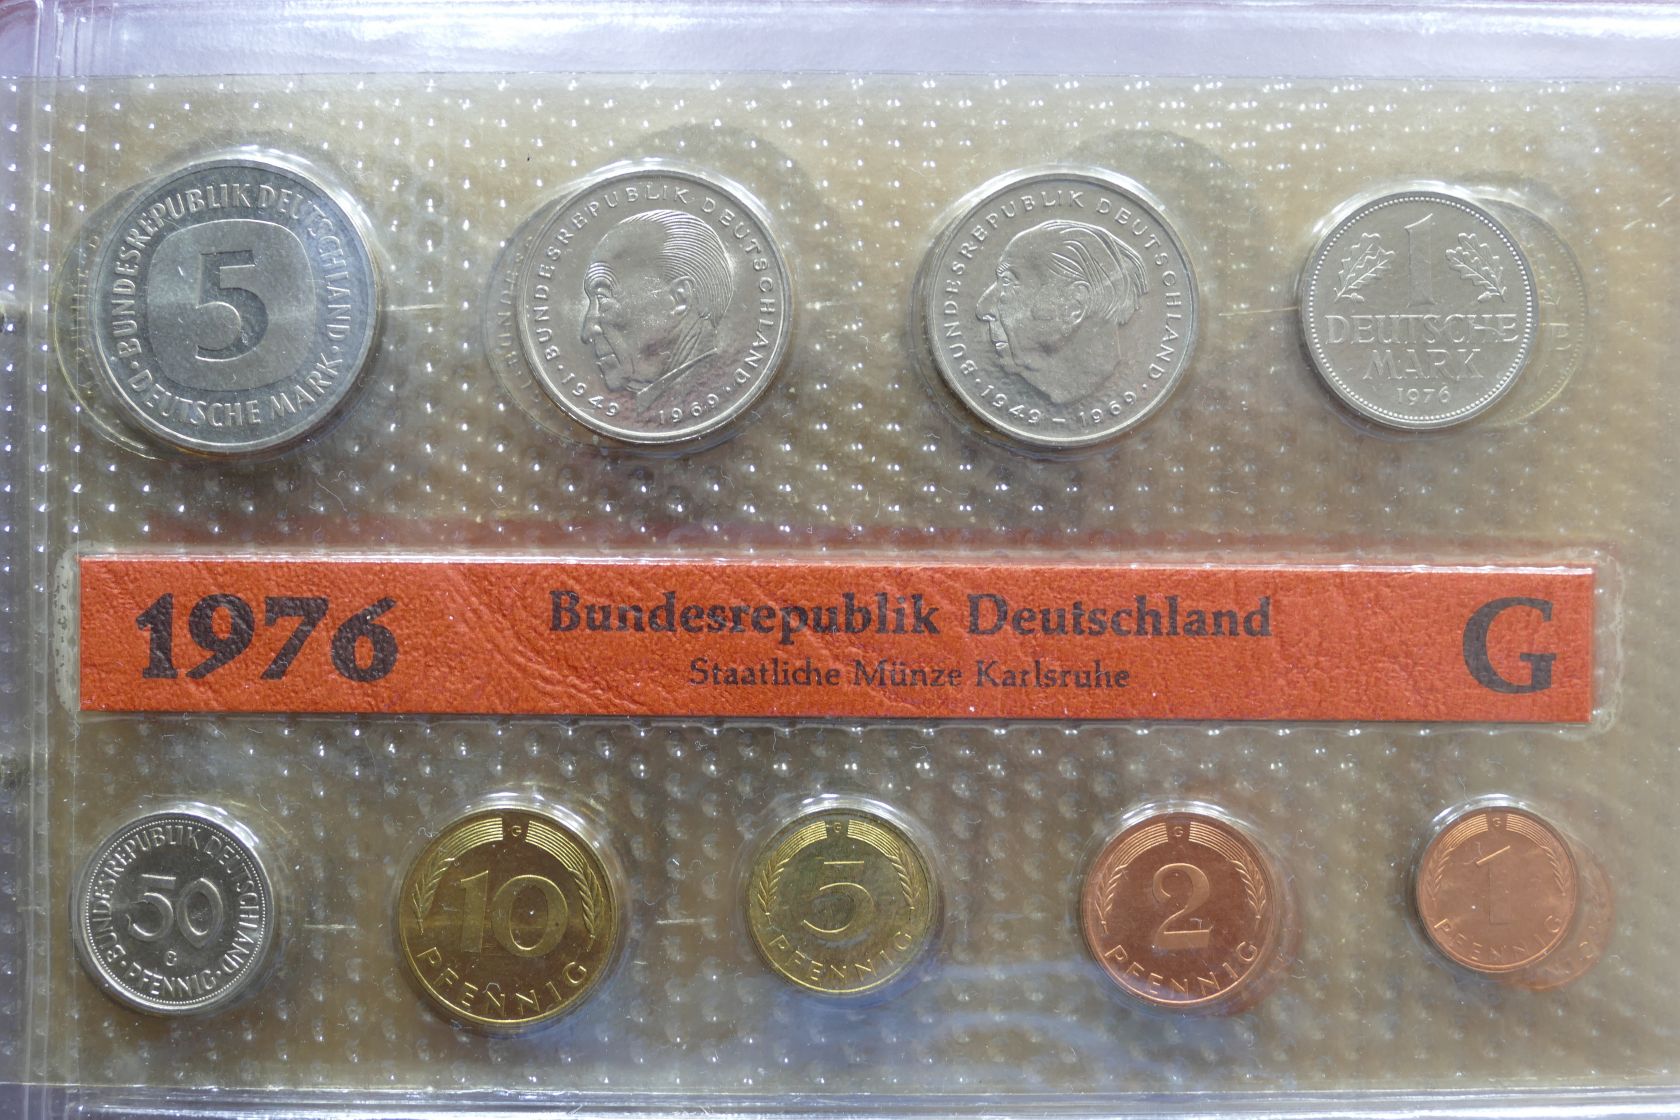 BUNDESREPUBLIK DEUTSCHLAND
5
DEUTSCHE MARK
BUNDESREPUBLIK DEUTSCHLAND
1949 1969
BUNDESREPUBLIK DEUTSCHLAND
1949 – 1969
1
DEUTSCHE
MARK
1976
1976
Bundesrepublik Deutschland
Staatliche Münze Karlsruhe
G
BUNDESREPUBLIK DEUTSCHLAND
50
G
PFENNIG
G
10
PFENNIG
G
5
PFENNIG
G
2
PFENNIG
G
1
PFENNIG